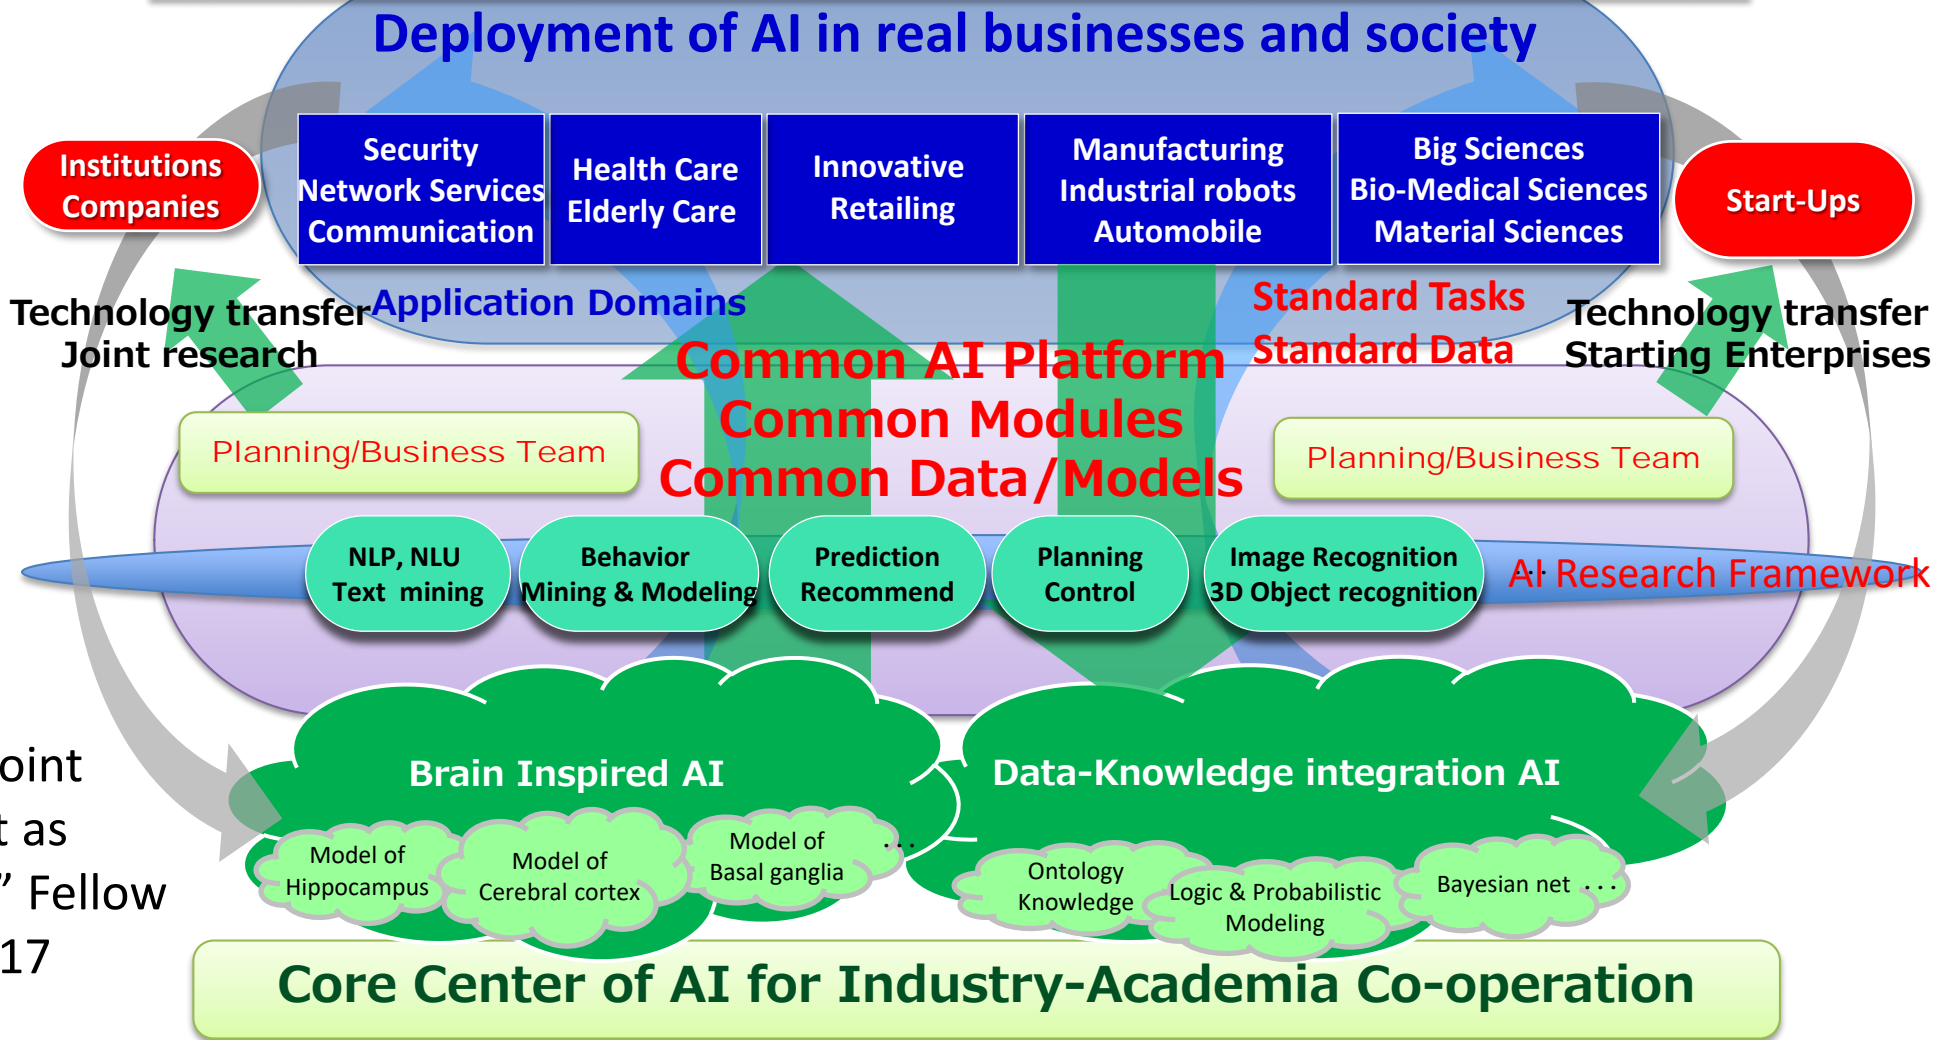 Deployment of AI in real businesses and society
Institutions
Companies
Security
Network Services
Communication
Health Care
Elderly Care
Innovative
Retailing
Manufacturing
Industrial robots
Automobile
Big Sciences
Bio-Medical Sciences
Material Sciences
Start-Ups
Technology transfer
Joint research
Application Domains
Standard Tasks
Standard Data
Technology transfer
Starting Enterprises
Common AI Platform
Common Modules
Common Data/Models
Planning/Business Team
Planning/Business Team
NLP, NLU
Text mining
Behavior
Mining & Modeling
Prediction
Recommend
Planning
Control
Image Recognition
3D Object recognition
...
AI Research Framework
Brain Inspired AI
Model of
Hippocampus
Model of
Cerebral cortex
Model of
Basal ganglia
...
Data-Knowledge integration AI
Ontology
Knowledge
Logic & Probabilistic
Modeling
Bayesian net ...
oint
t as
” Fellow
17
Core Center of AI for Industry-Academia Co-operation